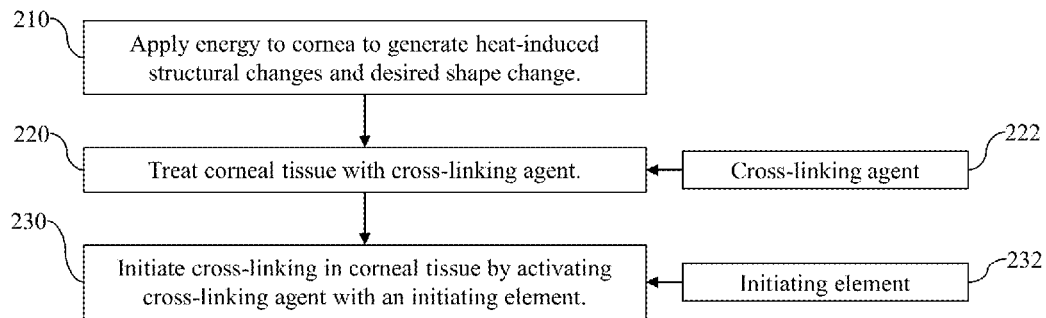 210
Apply energy to cornea to generate heat-induced
structural changes and desired shape change.
220
Treat corneal tissue with cross-linking agent.
Cross-linking agent
222
230
Initiate cross-linking in corneal tissue by activating
cross-linking agent with an initiating element.
Initiating element
232